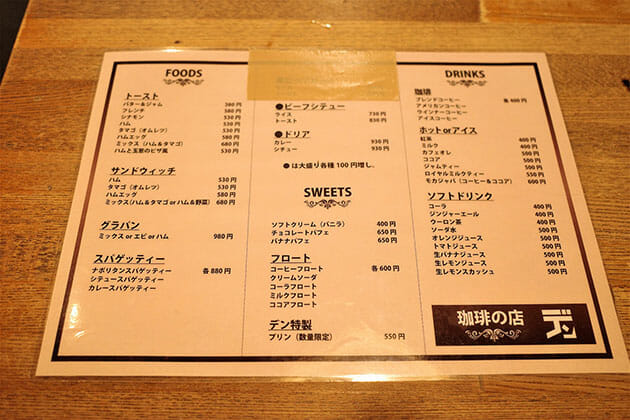 FOODS
トースト
バター&ジャム 380円
フレンチ 580円
シナモン 530円
ハム 530円
タマゴ(オムレツ) 530円
ハムエッグ 580円
ミックス(ハム&タマゴ) 680円
ハムと玉葱のピザ風 680円
サンドウィッチ
ハム 530円
タマゴ(オムレツ) 530円
ハムエッグ 580円
ミックス(ハム&タマゴorハム&野菜) 680円
グラパン
ミックス or エビ or ハム 980円
スパゲッティー
ナポリタンスパゲッティー 各880円
シチュースパゲッティー
カレースパゲッティー
●ビーフシチュー
ライス 730円
トースト 830円
●ドリア
カレー 930円
シチュー 930円
●は大盛り各種100円増し。
SWEETS
ソフトクリーム(バニラ) 400円
チョコレートパフェ 650円
バナナパフェ 650円
フロート
コーヒーフロート 各600円
クリームソーダ
コーラフロート
ミルクフロート
ココアフロート
デン特製
プリン(数量限定) 550円
DRINKS
珈琲
ブレンドコーヒー 各400円
アメリカンコーヒー
ウインナーコーヒー
アイスコーヒー
ホットorアイス
紅茶 400円
ミルク 400円
カフェオレ 500円
ココア 500円
ジャムティー 500円
ロイヤルミルクティー 550円
モカジャバ(コーヒー&ココア) 600円
ソフトドリンク
コーラ 400円
ジンジャーエール 400円
ウーロン茶 400円
ソーダ水 500円
オレンジジュース 500円
トマトジュース 500円
生バナナジュース 500円
生レモンジュース 500円
生レモンスカッシュ 500円
珈琲の店 デン